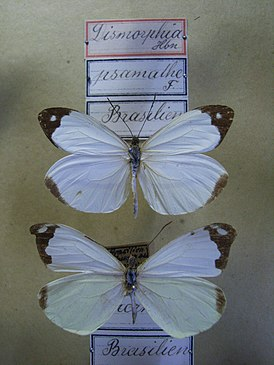 Dismorphia
Hbn.
psamathe
F.
Brasilien
Brasilien